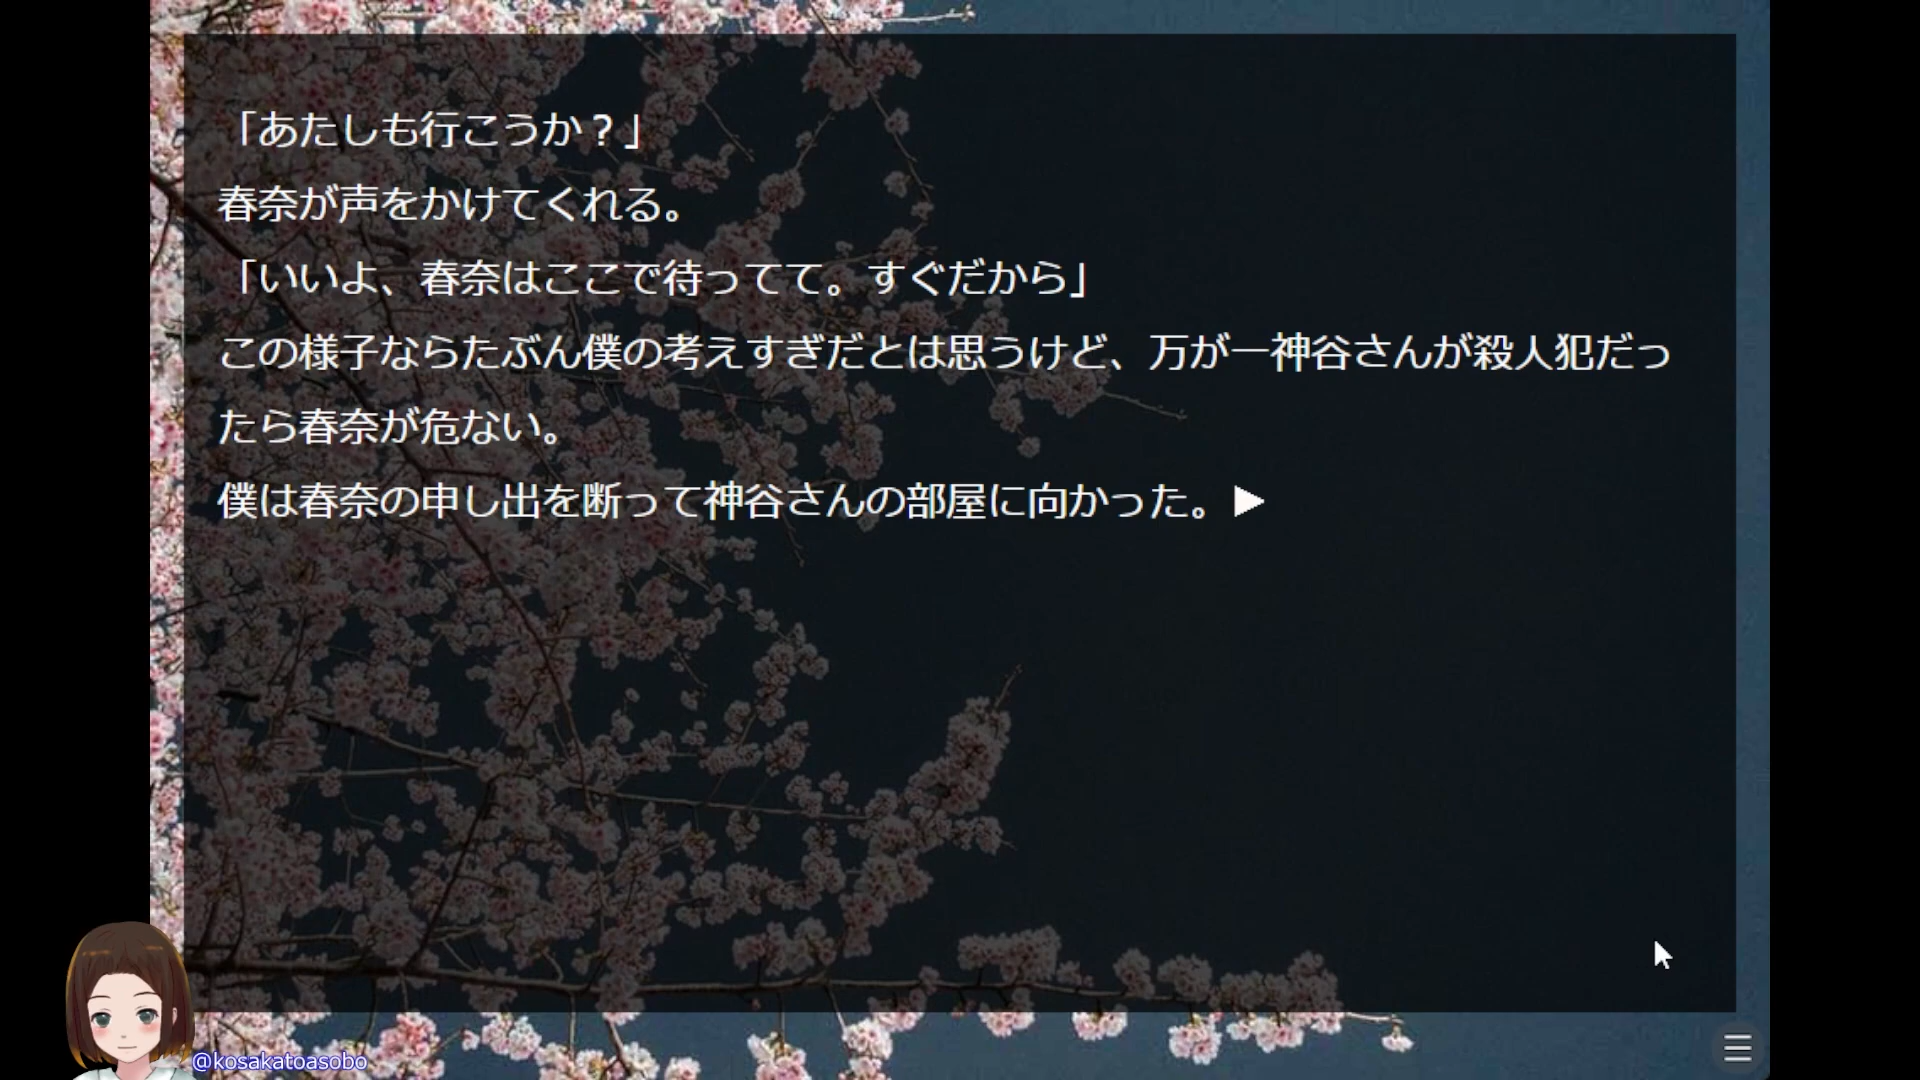 「あたしも行こうか？」
春奈が声をかけてくれる。
「いいよ、春奈はここで待ってて。すぐだから」
この様子ならたぶん僕の考えすぎだとは思うけど、万が一神谷さんが殺人犯だっ
たら春奈が危ない。
僕は春奈の申し出を断って神谷さんの部屋に向かった。▶
@kosakatoasobo